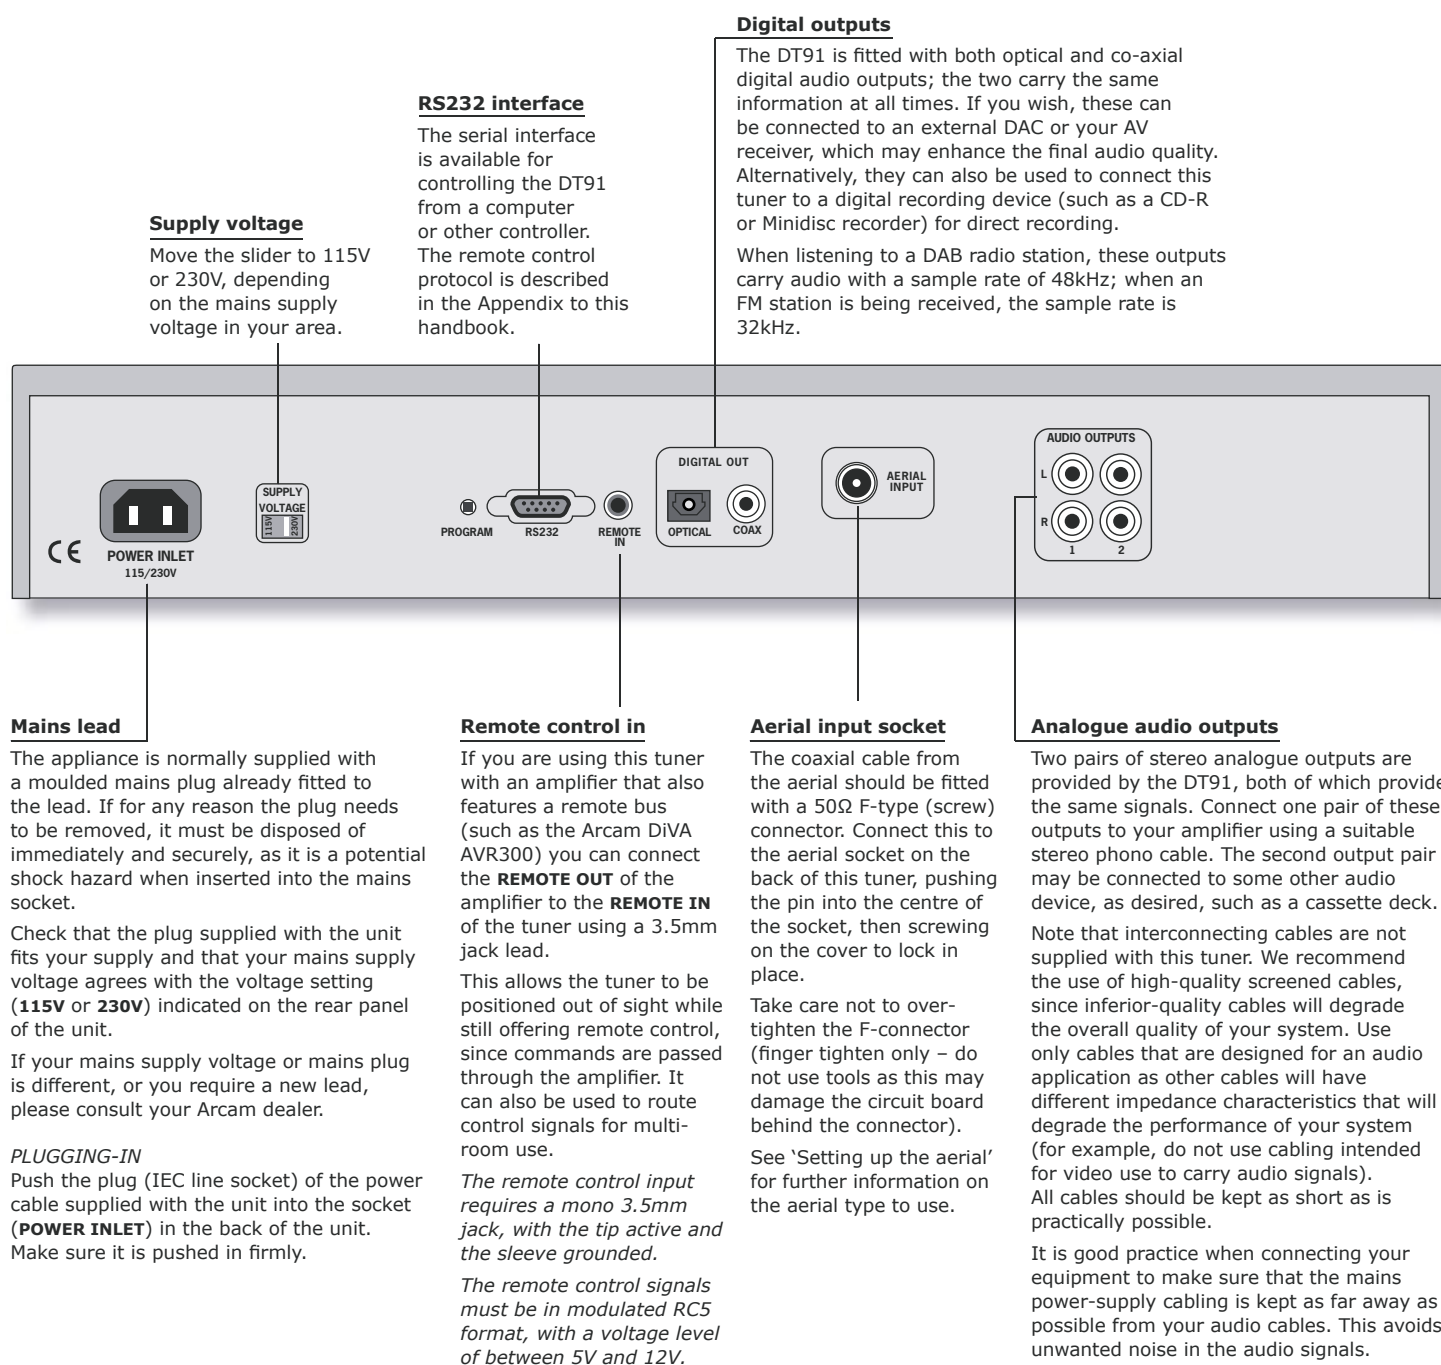 Digital outputs
The DT91 is fitted with both optical and co-axial
digital audio outputs; the two carry the same
information at all times. If you wish, these can
be connected to an external DAC or your AV
receiver, which may enhance the final audio quality.
Alternatively, they can also be used to connect this
tuner to a digital recording device (such as a CD-R
or Minidisc recorder) for direct recording.
When listening to a DAB radio station, these outputs
carry audio with a sample rate of 48kHz; when an
FM station is being received, the sample rate is
32kHz.
RS232 interface
The serial interface
is available for
controlling the DT91
from a computer
or other controller.
The remote control
protocol is described
in the Appendix to this
handbook.
Supply voltage
Move the slider to 115V
or 230V, depending
on the mains supply
voltage in your area.
CE
POWER INLET
115/230V
SUPPLY
VOLTAGE
115V
230V
PROGRAM
RS232
REMOTE
IN
DIGITAL OUT
OPTICAL
COAX
AERIAL
INPUT
AUDIO OUTPUTS
L
R
1
2
Mains lead
The appliance is normally supplied with
a moulded mains plug already fitted to
the lead. If for any reason the plug needs
to be removed, it must be disposed of
immediately and securely, as it is a potential
shock hazard when inserted into the mains
socket.
Check that the plug supplied with the unit
fits your supply and that your mains supply
voltage agrees with the voltage setting
(115V or 230V) indicated on the rear panel
of the unit.
If your mains supply voltage or mains plug
is different, or you require a new lead,
please consult your Arcam dealer.
PLUGGING-IN
Push the plug (IEC line socket) of the power
cable supplied with the unit into the socket
(POWER INLET) in the back of the unit.
Make sure it is pushed in firmly.
Remote control in
If you are using this tuner
with an amplifier that also
features a remote bus
(such as the Arcam DiVA
AVR300) you can connect
the REMOTE OUT of the
amplifier to the REMOTE IN
of the tuner using a 3.5mm
jack lead.
This allows the tuner to be
positioned out of sight while
still offering remote control,
since commands are passed
through the amplifier. It
can also be used to route
control signals for multi-
room use.
The remote control input
requires a mono 3.5mm
jack, with the tip active and
the sleeve grounded.
The remote control signals
must be in modulated RC5
format, with a voltage level
of between 5V and 12V.
Aerial input socket
The coaxial cable from
the aerial should be fitted
with a 50Ω F-type (screw)
connector. Connect this to
the aerial socket on the
back of this tuner, pushing
the pin into the centre of
the socket, then screwing
on the cover to lock in
place.
Take care not to over-
tighten the F-connector
(finger tighten only – do
not use tools as this may
damage the circuit board
behind the connector).
See ‘Setting up the aerial’
for further information on
the aerial type to use.
Analogue audio outputs
Two pairs of stereo analogue outputs are
provided by the DT91, both of which provide
the same signals. Connect one pair of these
outputs to your amplifier using a suitable
stereo phono cable. The second output pair
may be connected to some other audio
device, as desired, such as a cassette deck.
Note that interconnecting cables are not
supplied with this tuner. We recommend
the use of high-quality screened cables,
since inferior-quality cables will degrade
the overall quality of your system. Use
only cables that are designed for an audio
application as other cables will have
different impedance characteristics that will
degrade the performance of your system
(for example, do not use cabling intended
for video use to carry audio signals).
All cables should be kept as short as is
practically possible.
It is good practice when connecting your
equipment to make sure that the mains
power-supply cabling is kept as far away as
possible from your audio cables. This avoids
unwanted noise in the audio signals.